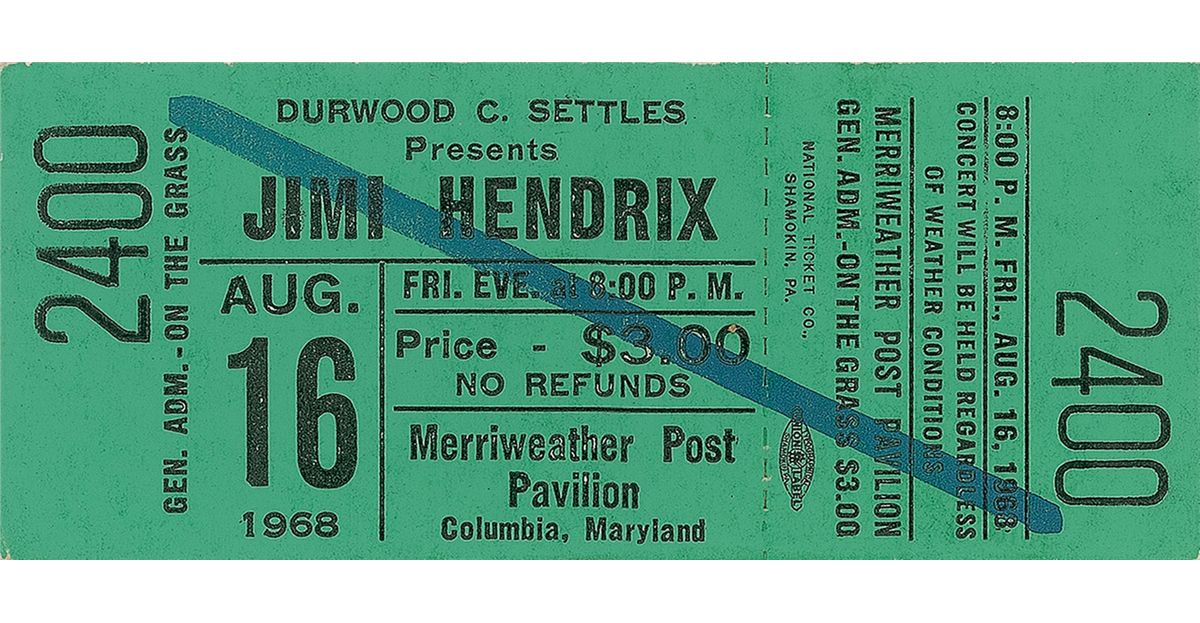 2400
GEN. ADM.-ON THE GRASS
DURWOOD C. SETTLES
Presents
JIMI HENDRIX
AUG.
16
1968
FRI. EVE. at 8:00 P. M.
Price - $3.00
NO REFUNDS
Merriweather Post
Pavilion
Columbia, Maryland
8:00 P. M. FRI., AUG. 16, 1968
CONCERT WILL BE HELD REGARDLESS
OF WEATHER CONDITIONS
MERRIWEATHER POST PAVILION
GEN. ADM.-ON THE GRASS $3.00
NATIONAL TICKET CO.,
SHAMOKIN, PA.
UNION LABEL
2400